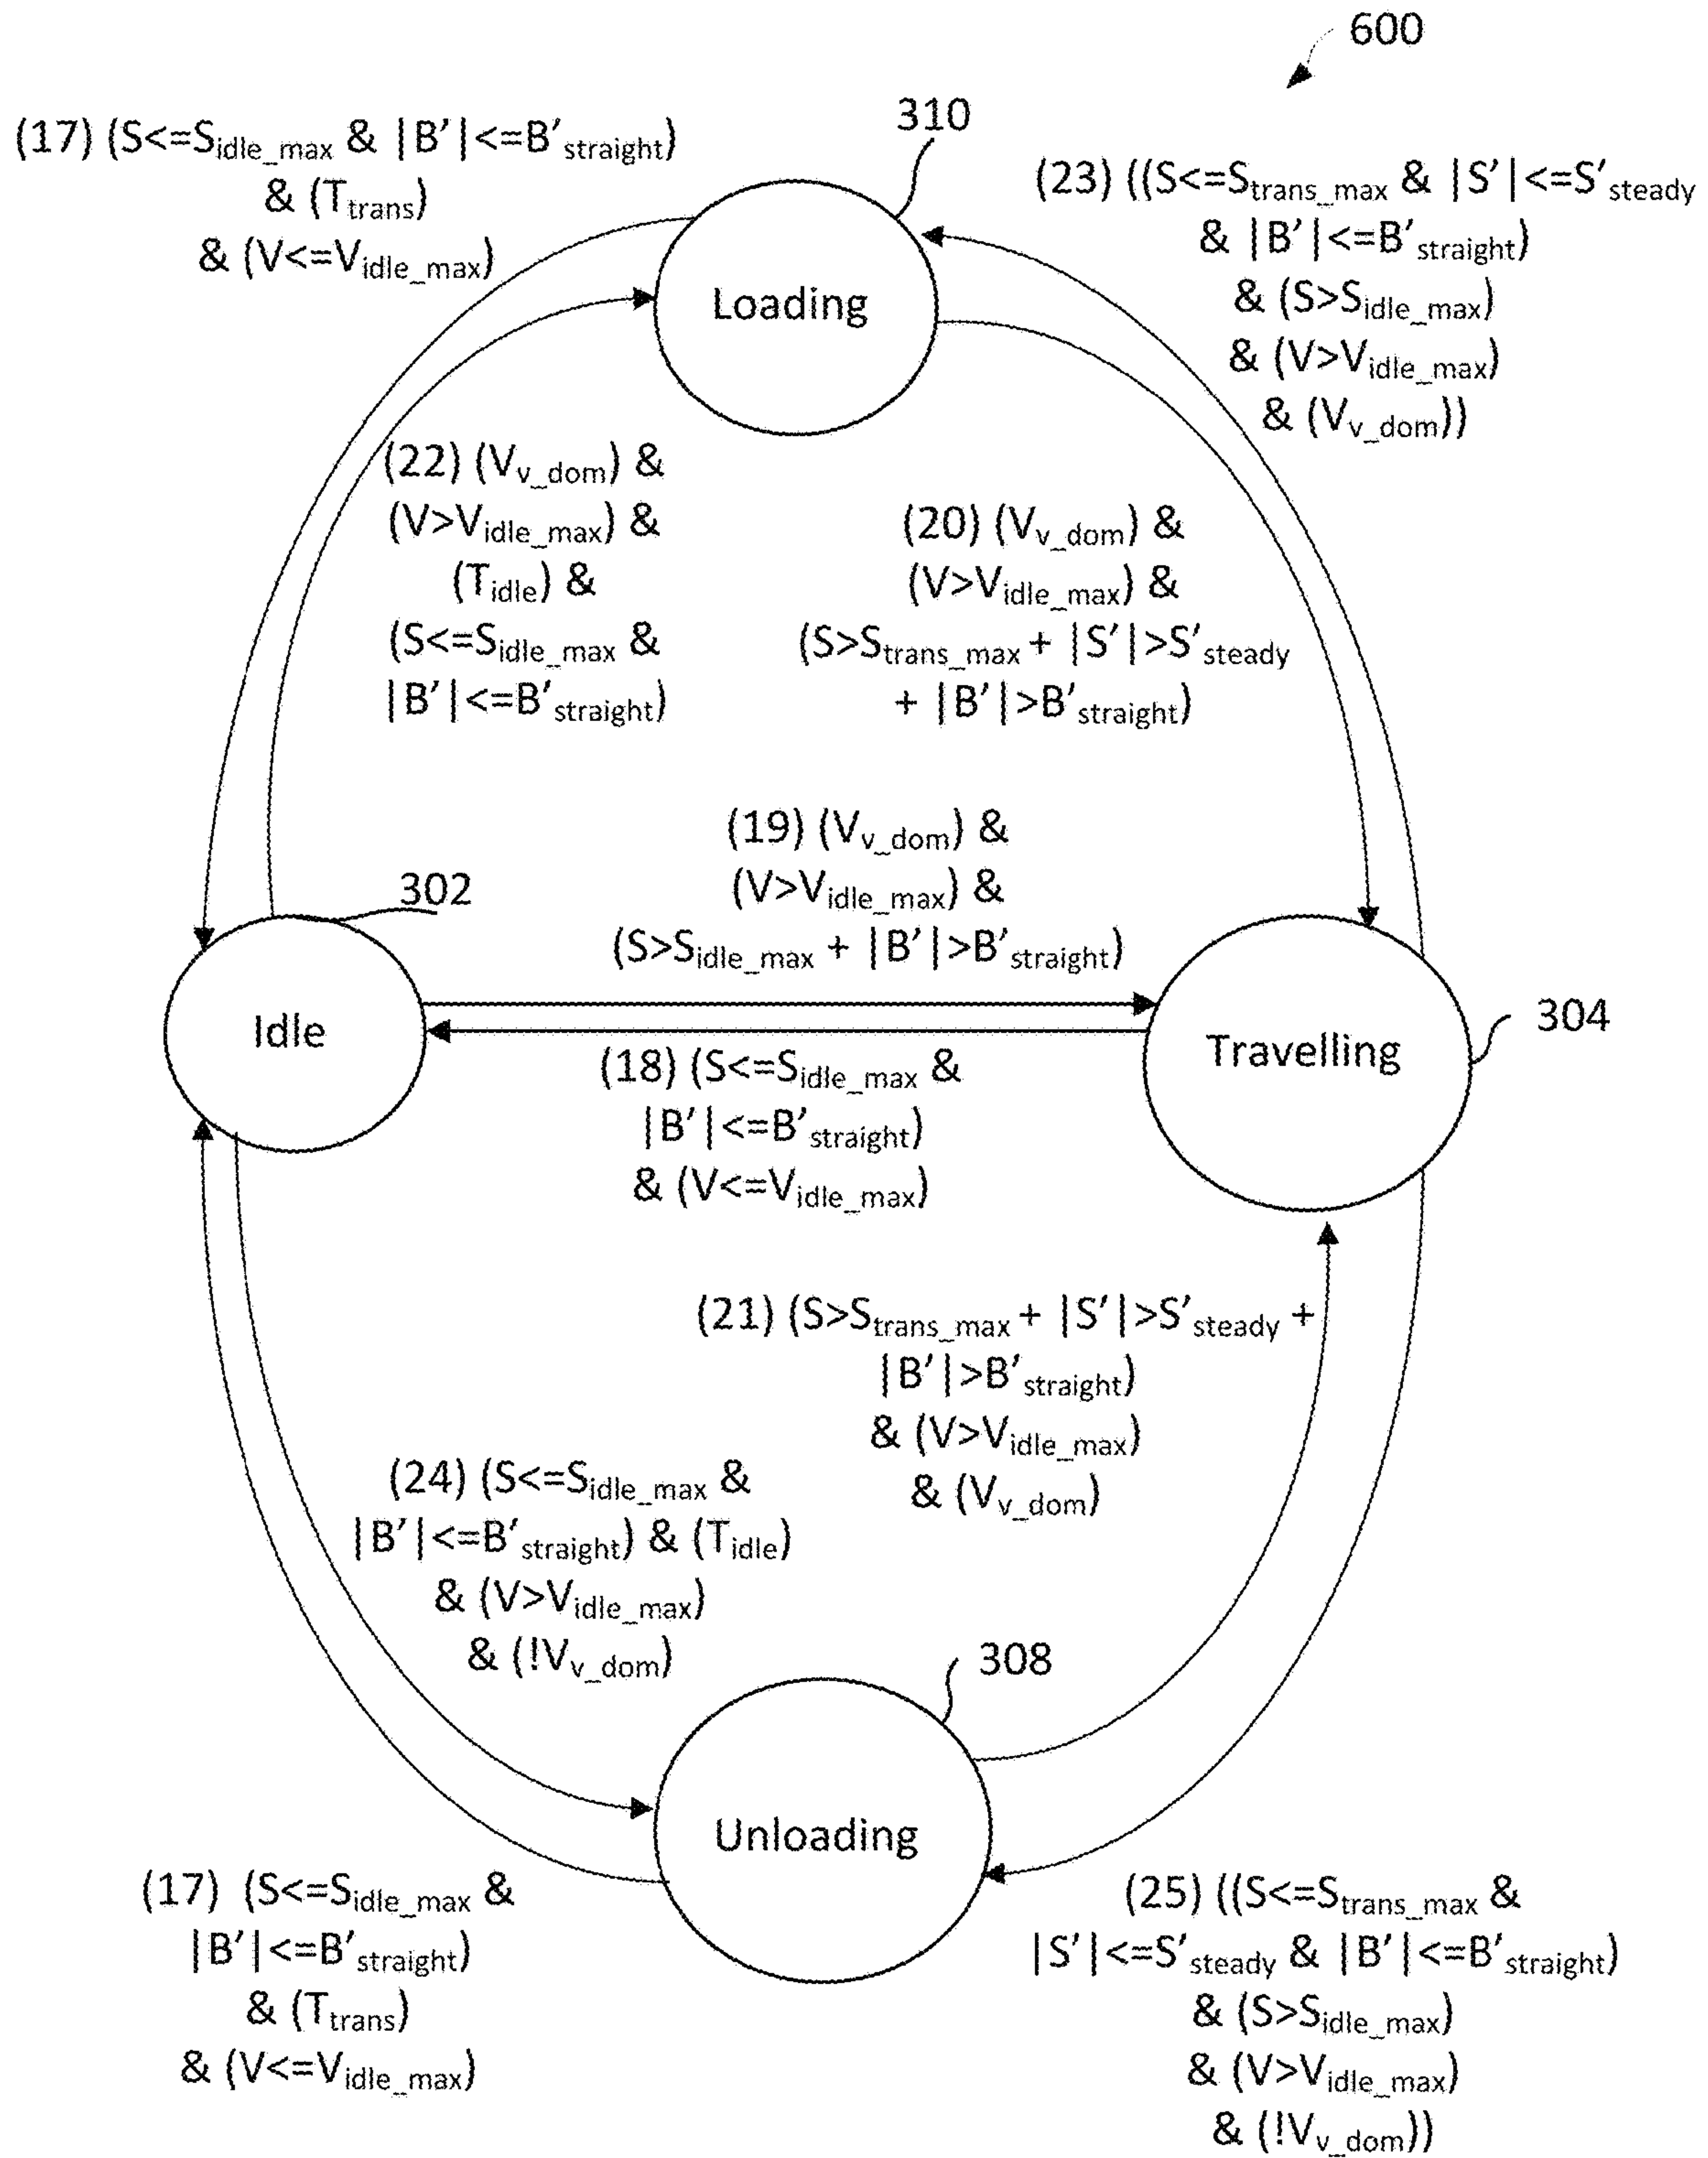 600
310
(17) (S<=Sidle_max & |B'|<=B'straight)
& (Ttrans)
& (V<=Vidle_max)
(23) ((S<=Strans_max & |S'|<=S'steady
& |B'|<=B'straight)
& (S>Sidle_max)
& (V>Vidle_max)
& (Vv_dom))
Loading
(22) (Vv_dom) &
(V>Vidle_max) &
(Tidle) &
(S<=Sidle_max &
|B'|<=B'straight)
(20) (Vv_dom) &
(V>Vidle_max) &
(S>Strans_max + |S'|>S'steady
+ |B'|>B'straight)
(19) (Vv_dom) &
(V>Vidle_max) &
(S>Sidle_max + |B'|>B'straight)
302
Idle
304
Travelling
(18) (S<=Sidle_max &
|B'|<=B'straight)
& (V<=Vidle_max)
(21) (S>Strans_max + |S'|>S'steady +
|B'|>B'straight)
& (V>Vidle_max)
& (Vv_dom)
(24) (S<=Sidle_max &
|B'|<=B'straight) & (Tidle)
& (V>Vidle_max)
& (!Vv_dom)
308
Unloading
(17) (S<=Sidle_max &
|B'|<=B'straight)
& (Ttrans)
& (V<=Vidle_max)
(25) ((S<=Strans_max &
|S'|<=S'steady & |B'|<=B'straight)
& (S>Sidle_max)
& (V>Vidle_max)
& (!Vv_dom))